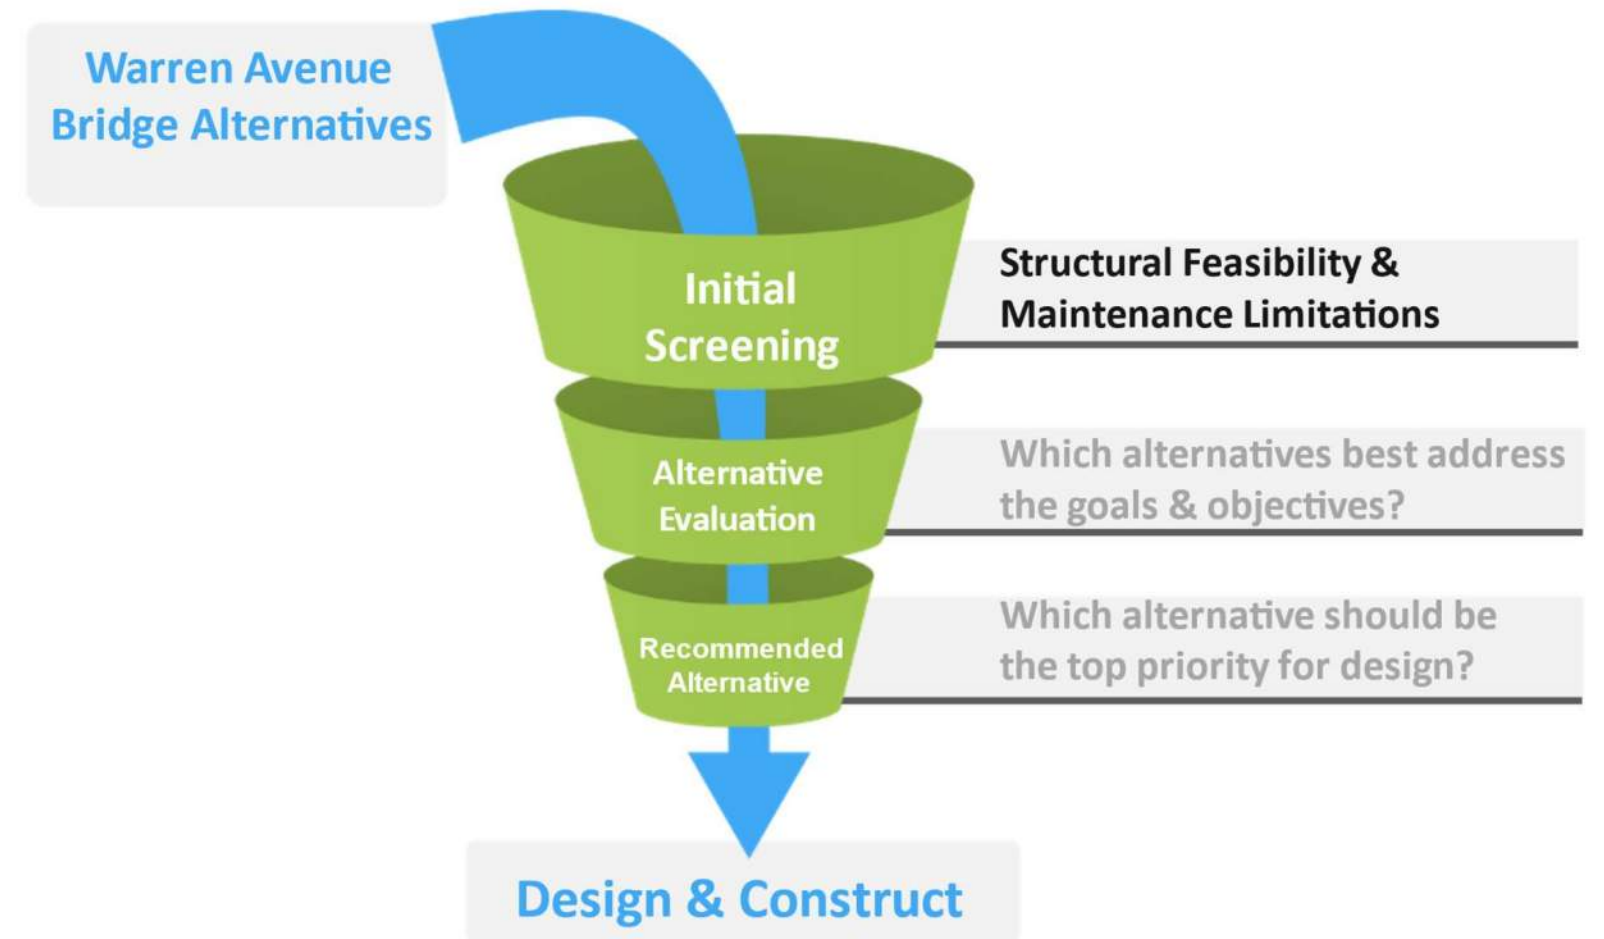 Warren Avenue
Bridge Alternatives
Initial
Screening
Structural Feasibility &
Maintenance Limitations
Alternative
Evaluation
Which alternatives best address
the goals & objectives?
Recommended
Alternative
Which alternative should be
the top priority for design?
Design & Construct